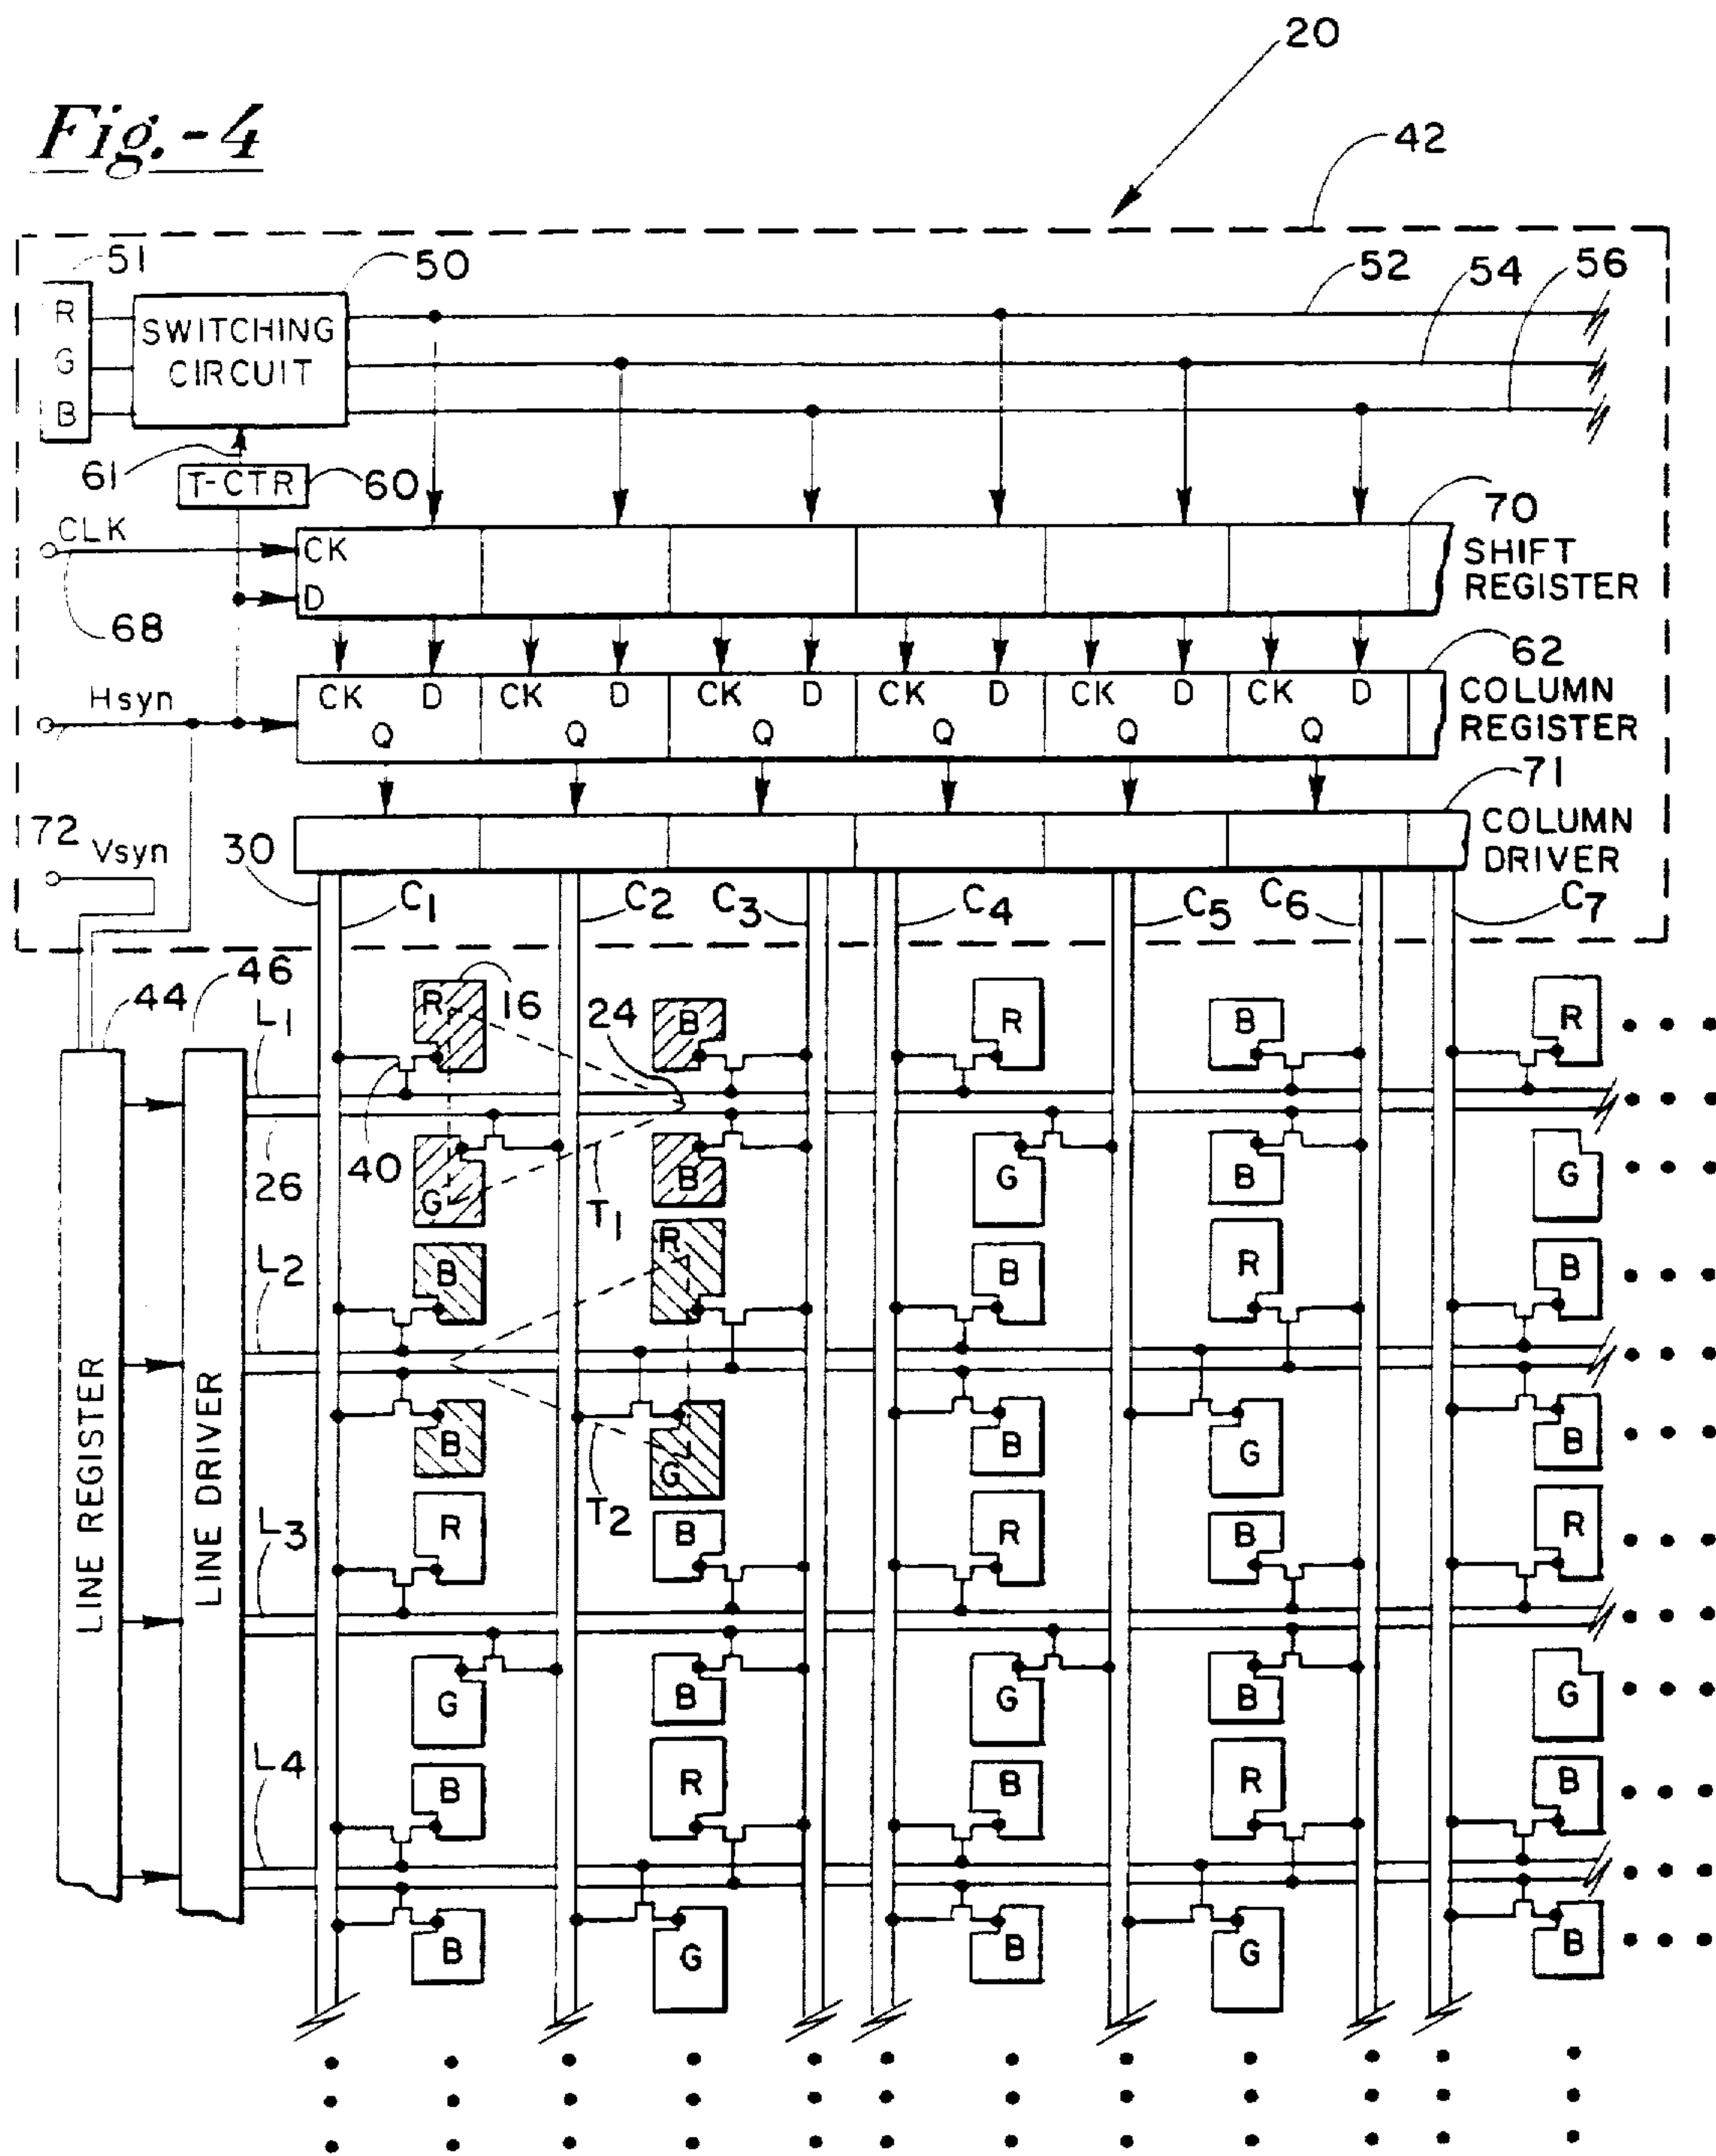 20
Fig.-4
42
51
50
52
54
56
R
SWITCHING
G
CIRCUIT
B
61
T-CTR
60
70
CLK
CK
SHIFT
REGISTER
D
68
62
Hsyn
CK D CK D CK D CK D CK D CK D
COLUMN
REGISTER
Q Q Q Q Q Q
71
72
Vsyn
30
COLUMN
DRIVER
C1 C2 C3 C4 C5 C6 C7
44
46
L1
R
16
24
B
R
B
R
40
26
G
T1
B
G
B
G
L2
B
R
B
R
B
LINE REGISTER
LINE DRIVER
B
G
B
G
B
T2
L3
R
B
R
B
R
G
B
G
B
G
L4
B
R
B
R
B
B
G
B
G
B